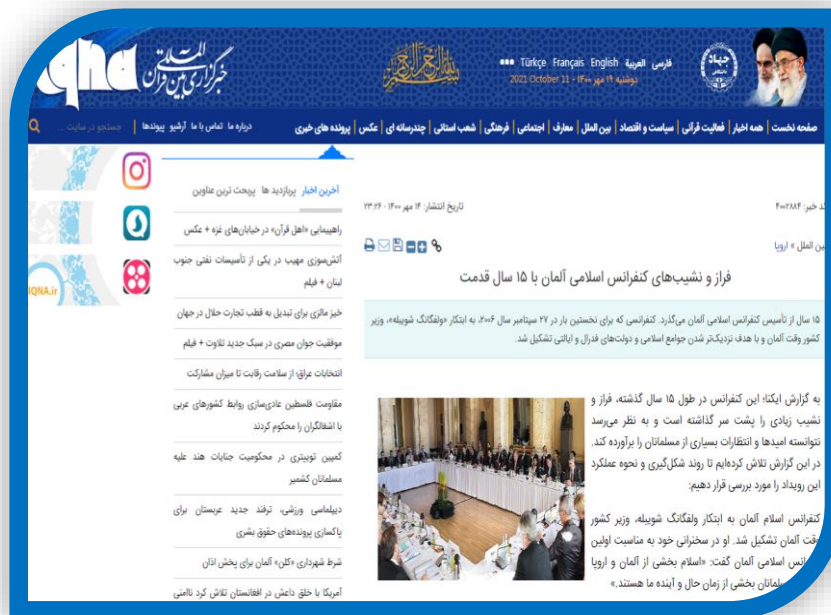 iqna
خبرگزاری بین‌المللی قرآن
فارسی العربیة English Français Türkçe
دوشنبه ۱۹ مهر ۱۴۰۰ - 2021 October 11
صفحه نخست | همه اخبار | فعالیت قرآنی | سیاست و اقتصاد | بین الملل | معارف | اجتماعی | فرهنگی | شعب استانی | چندرسانه ای | عکس | پرونده های خبری
درباره ما تماس با ما آرشیو پیوندها
جستجو در سایت ...
کد خبر: ۴۰۰۲۸۸۴
تاریخ انتشار: ۱۴ مهر ۱۴۰۰ - ۲۳:۲۶
بین الملل » اروپا
فراز و نشیب‌های کنفرانس اسلامی آلمان با ۱۵ سال قدمت
۱۵ سال از تأسیس کنفرانس اسلامی آلمان می‌گذرد. کنفرانسی که برای نخستین بار در ۲۷ سپتامبر سال ۲۰۰۶، به ابتکار «ولفگانگ شویبله»، وزیر
کشور وقت آلمان و با هدف نزدیک‌تر شدن جوامع اسلامی و دولت‌های فدرال و ایالتی تشکیل شد.
به گزارش ایکنا؛ این کنفرانس در طول ۱۵ سال گذشته، فراز و
نشیب زیادی را پشت سر گذاشته است و به نظر می‌رسد
نتوانسته امیدها و انتظارات بسیاری از مسلمانان را برآورده کند.
در این گزارش تلاش کرده‌ایم تا روند شکل‌گیری و نحوه عملکرد
این رویداد را مورد بررسی قرار دهیم:
کنفرانس اسلام آلمان به ابتکار ولفگانگ شویبله، وزیر کشور
وقت آلمان تشکیل شد. او در سخنرانی خود به مناسبت اولین
اسلامی آلمان گفت: «اسلام بخشی از آلمان و اروپا
بخشی از زمان حال و آینده ما هستند.»
آخرین اخبار پربازدید ها پربحث ترین عناوین
راهپیمایی «اهل قرآن» در خیابان‌های غزه + عکس
آتش‌سوزی مهیب در یکی از تأسیسات نفتی جنوب
لبنان + فیلم
خیز مالزی برای تبدیل به قطب تجارت حلال در جهان
موفقیت جوان مصری در سبک جدید تلاوت + فیلم
انتخابات عراق؛ از سلامت رقابت تا میزان مشارکت
مقاومت فلسطین عادی‌سازی روابط کشورهای عربی
با اشغالگران را محکوم کردند
کمپین توییتری در محکومیت جنایات هند علیه
مسلمانان کشمیر
دیپلماسی ورزشی، ترفند جدید عربستان برای
پاکسازی پرونده‌های حقوق بشری
شرط شهرداری «کلن» آلمان برای پخش اذان
آمریکا با خلق داعش در افغانستان تلاش کرد ناامنی
IQNA.ir